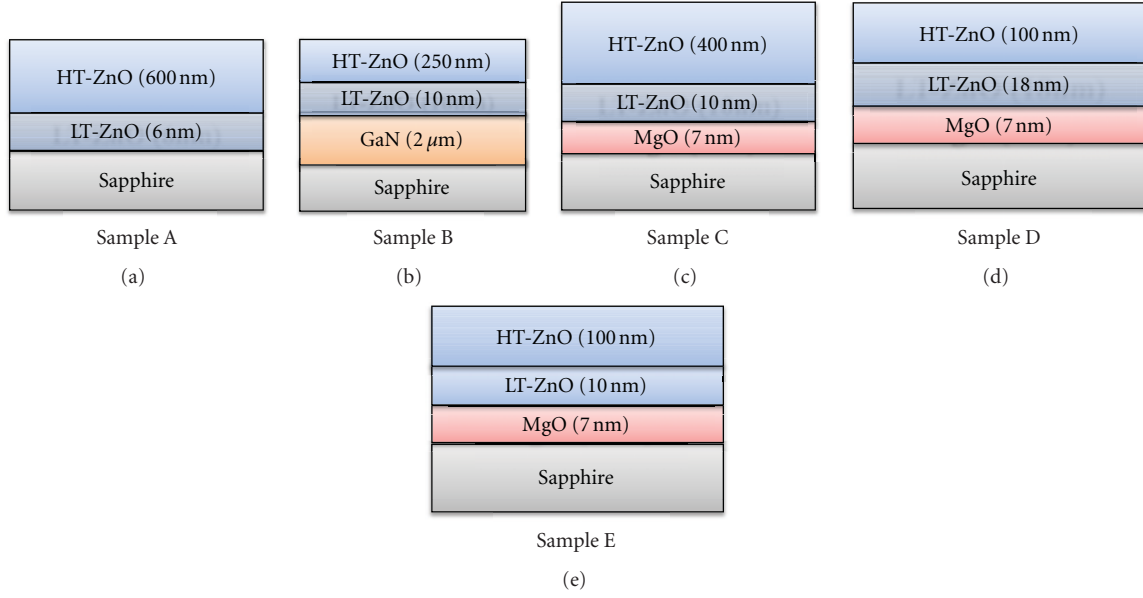 HT-ZnO (600 nm)
LT-ZnO (6 nm)
Sapphire
Sample A
(a)
HT-ZnO (250 nm)
LT-ZnO (10 nm)
GaN (2 μm)
Sapphire
Sample B
(b)
HT-ZnO (400 nm)
LT-ZnO (10 nm)
MgO (7 nm)
Sapphire
Sample C
(c)
HT-ZnO (100 nm)
LT-ZnO (18 nm)
MgO (7 nm)
Sapphire
Sample D
(d)
HT-ZnO (100 nm)
LT-ZnO (10 nm)
MgO (7 nm)
Sapphire
Sample E
(e)